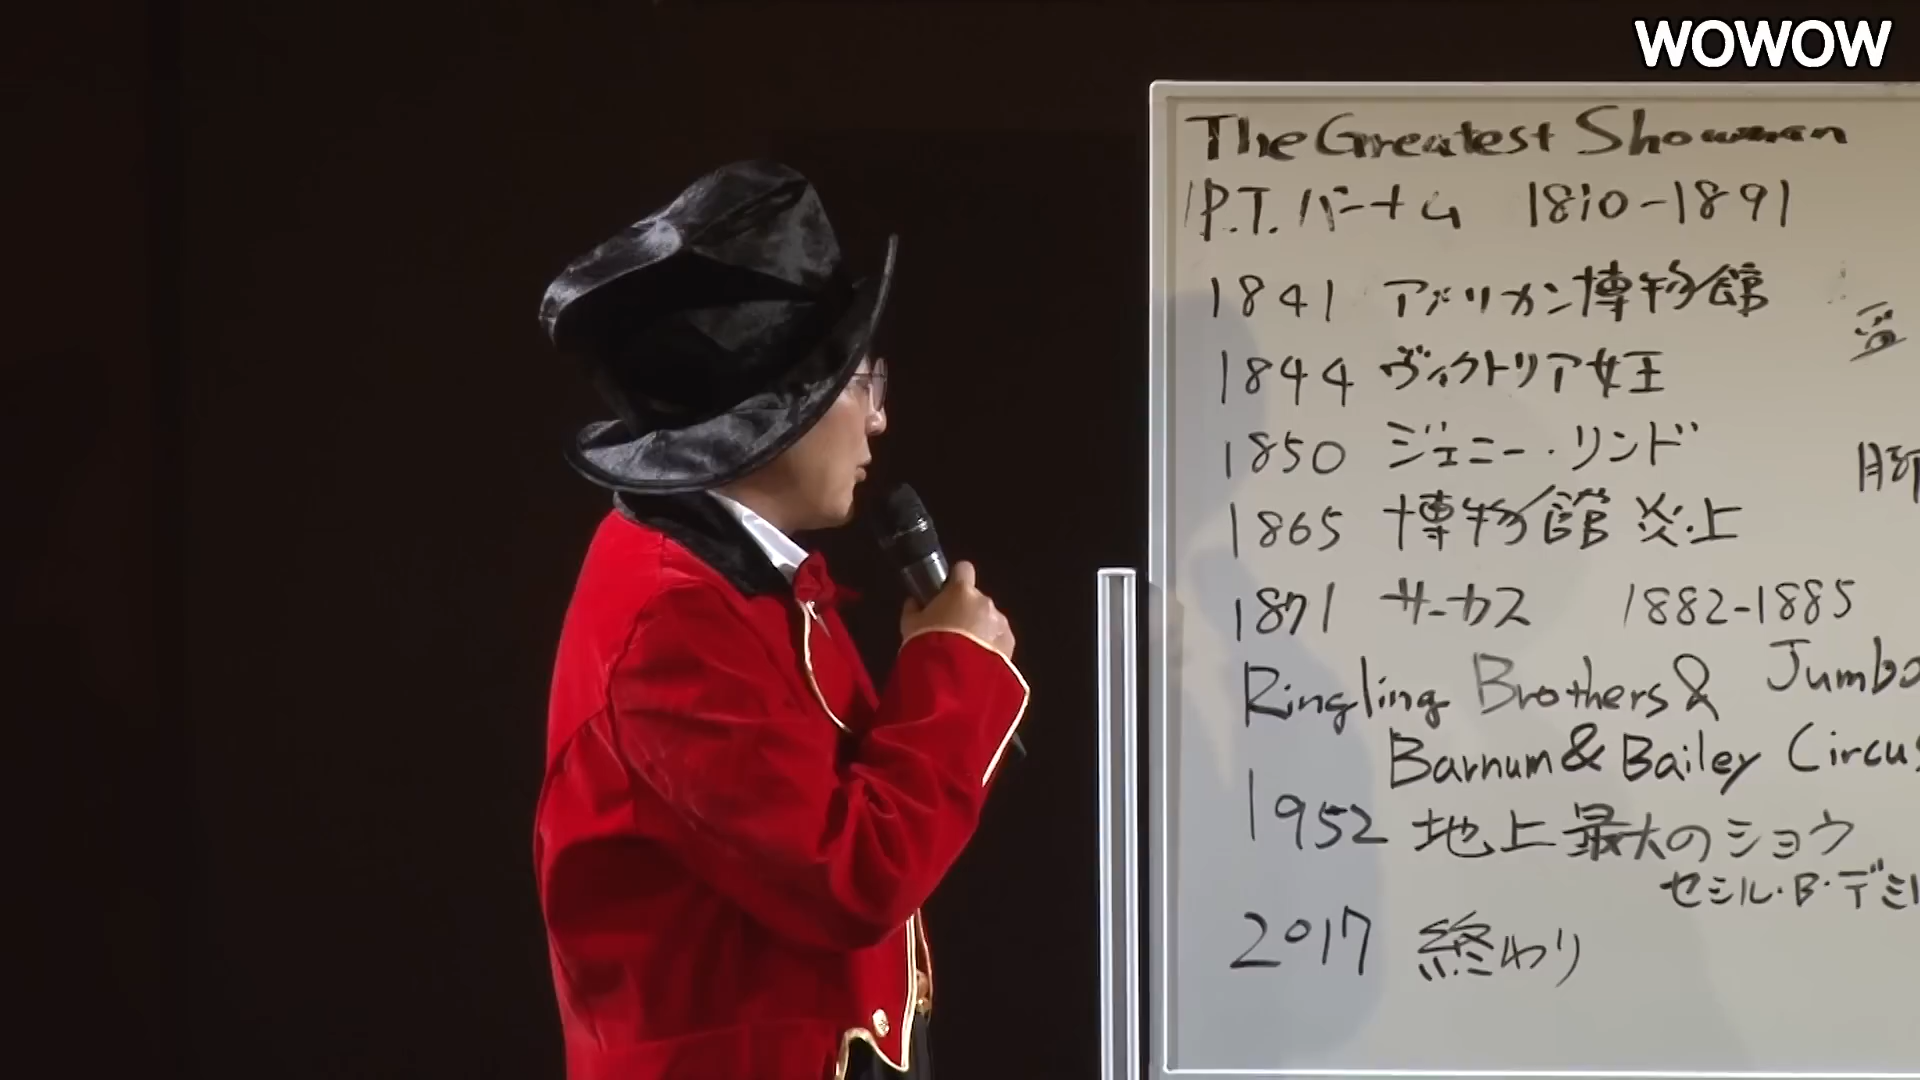 WOWOW
The Greatest Showman
P.T. バーナム 1810-1891
1841 アメリカン博物館
1844 ヴィクトリア女王
1850 ジェニー・リンド
1865 博物館 炎上
1871 サーカス 1882-1885
Ringling Brothers & Jumbo
Barnum & Bailey Circus
1952 地上最大のショウ
セシル・B・デミル
2017 終わり